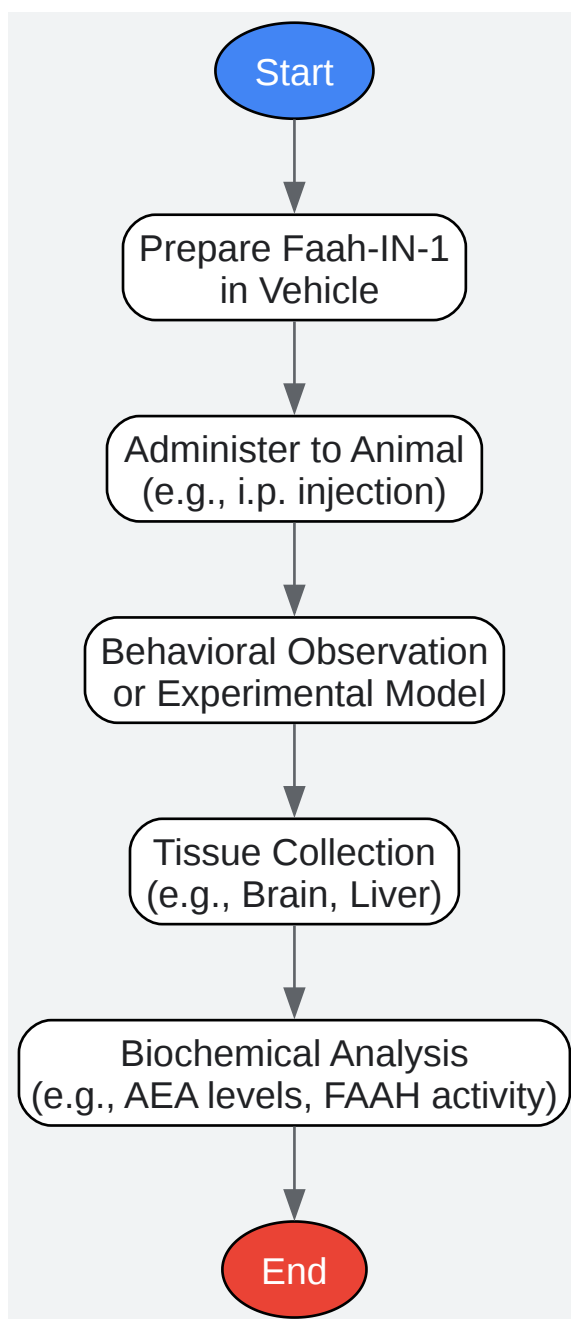 Start
Prepare Faah-IN-1
in Vehicle
Administer to Animal
(e.g., i.p. injection)
Behavioral Observation
or Experimental Model
Tissue Collection
(e.g., Brain, Liver)
Biochemical Analysis
(e.g., AEA levels, FAAH activity)
End